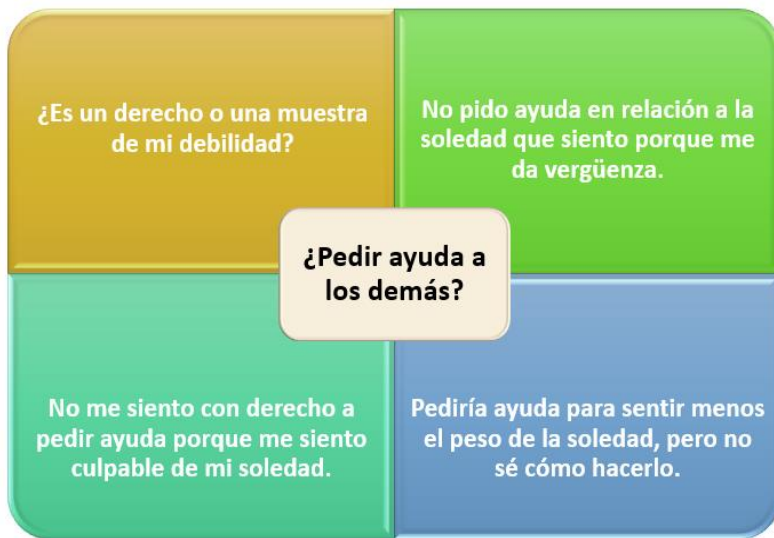 ¿Es un derecho o una muestra
de mi debilidad?
No pido ayuda en relación a la
soledad que siento porque me
da vergüenza.
¿Pedir ayuda a
los demás?
No me siento con derecho a
pedir ayuda porque me siento
culpable de mi soledad.
Pediría ayuda para sentir menos
el peso de la soledad, pero no
sé cómo hacerlo.